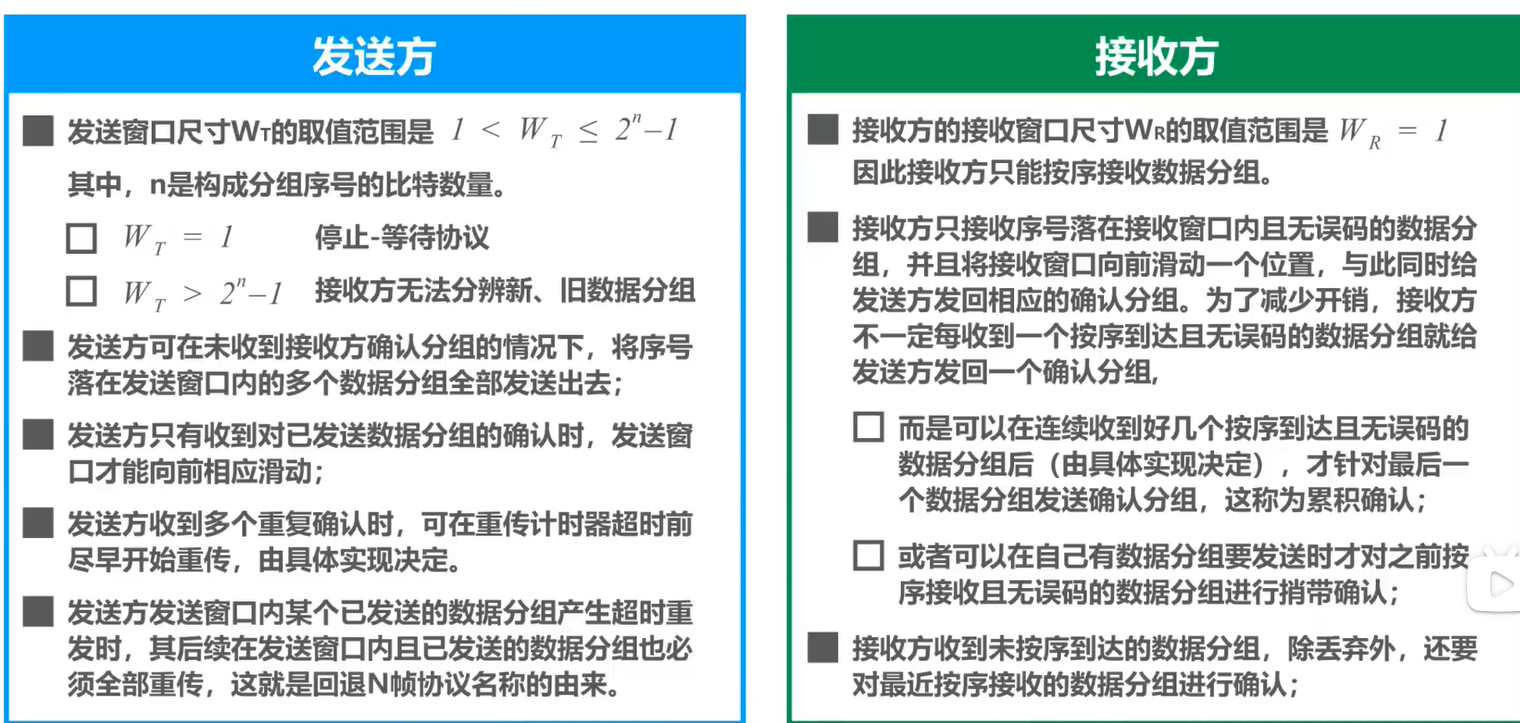 发送方
发送窗口尺寸WT的取值范围是 1 < W_T ≤ 2^n–1
其中，n是构成分组序号的比特数量。
W_T = 1 停止-等待协议
W_T > 2^n–1 接收方无法分辨新、旧数据分组
发送方可在未收到接收方确认分组的情况下，将序号
落在发送窗口内的多个数据分组全部发送出去；
发送方只有收到对已发送数据分组的确认时，发送窗
口才能向前相应滑动；
发送方收到多个重复确认时，可在重传计时器超时前
尽早开始重传，由具体实现决定。
发送方发送窗口内某个已发送的数据分组产生超时重
发时，其后续在发送窗口内且已发送的数据分组也必
须全部重传，这就是回退N帧协议名称的由来。
接收方
接收方的接收窗口尺寸WR的取值范围是 W_R = 1
因此接收方只能按序接收数据分组。
接收方只接收序号落在接收窗口内且无误码的数据分
组，并且将接收窗口向前滑动一个位置，与此同时给
发送方发回相应的确认分组。为了减少开销，接收方
不一定每收到一个按序到达且无误码的数据分组就给
发送方发回一个确认分组,
而是可以在连续收到好几个按序到达且无误码的
数据分组后（由具体实现决定），才针对最后一
个数据分组发送确认分组，这称为累积确认；
或者可以在自己有数据分组要发送时才对之前按
序接收且无误码的数据分组进行捎带确认；
接收方收到未按序到达的数据分组，除丢弃外，还要
对最近按序接收的数据分组进行确认；